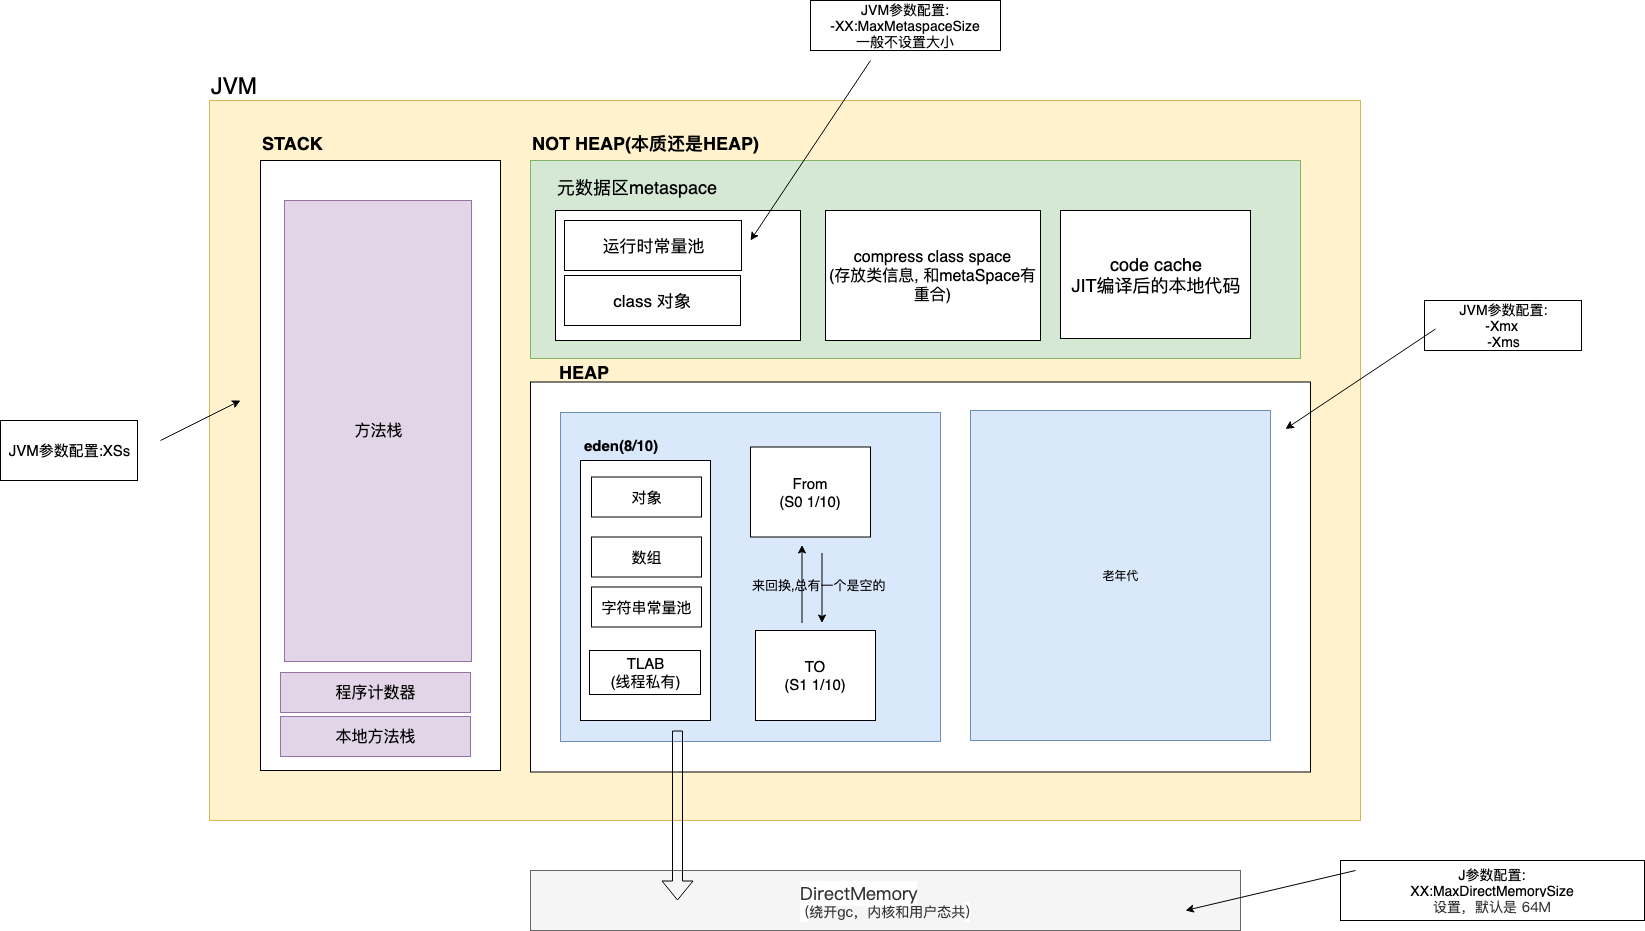 JVM参数配置:
-XX:MaxMetaspaceSize
一般不设置大小
JVM
STACK
NOT HEAP(本质还是HEAP)
元数据区metaspace
运行时常量池
class 对象
compress class space
(存放类信息, 和metaSpace有
重合)
code cache
JIT编译后的本地代码
JVM参数配置:
-Xmx
-Xms
HEAP
方法栈
JVM参数配置:XSs
eden(8/10)
对象
数组
字符串常量池
TLAB
(线程私有)
From
(S0 1/10)
来回换,总有一个是空的
TO
(S1 1/10)
老年代
程序计数器
本地方法栈
DirectMemory
（绕开gc，内核和用户态共）
J参数配置:
XX:MaxDirectMemorySize
设置，默认是 64M